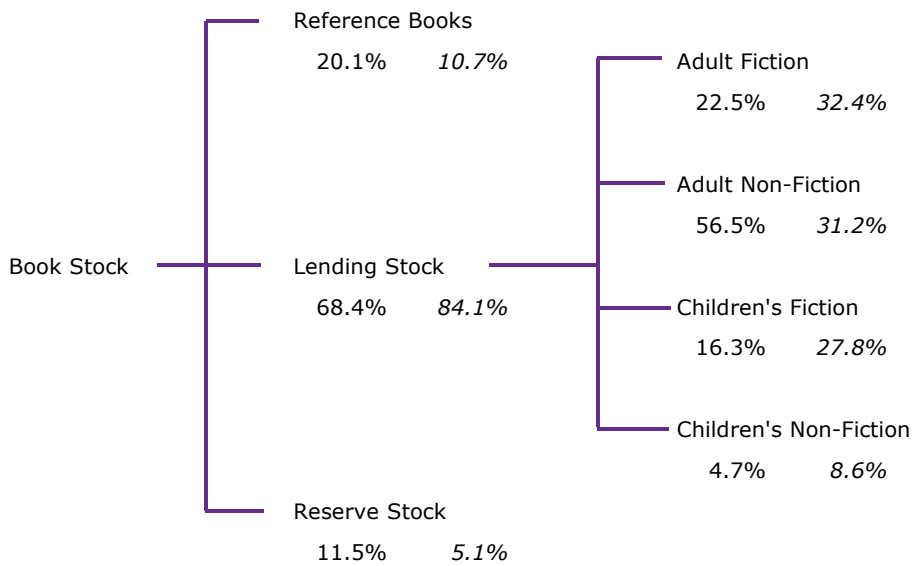 Reference Books
20.1% 10.7%
Adult Fiction
22.5% 32.4%
Adult Non-Fiction
56.5% 31.2%
Book Stock
Lending Stock
68.4% 84.1%
Children's Fiction
16.3% 27.8%
Children's Non-Fiction
4.7% 8.6%
Reserve Stock
11.5% 5.1%